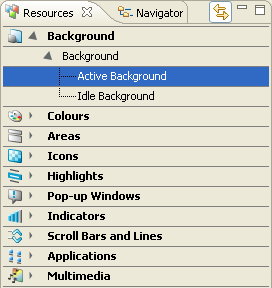 Resources Navigator
Background
Background
Active Background
Idle Background
Colours
Areas
Icons
Highlights
Pop-up Windows
Indicators
Scroll Bars and Lines
Applications
Multimedia